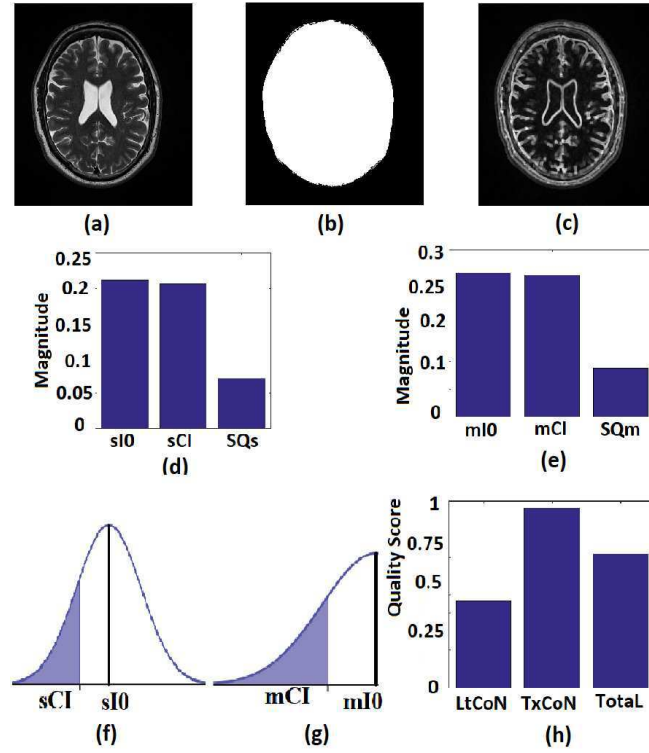 (a)
(b)
(c)
Magnitude
0.25
0.2
0.15
0.1
0.05
0
sI0 sCI SQs
(d)
Magnitude
0.3
0.25
0.2
0.1
0
mI0 mCI SQm
(e)
sCI sI0
(f)
mCI mI0
(g)
Quality Score
1
0.75
0.5
0.25
0
LtCoN TxCoN TotaL
(h)